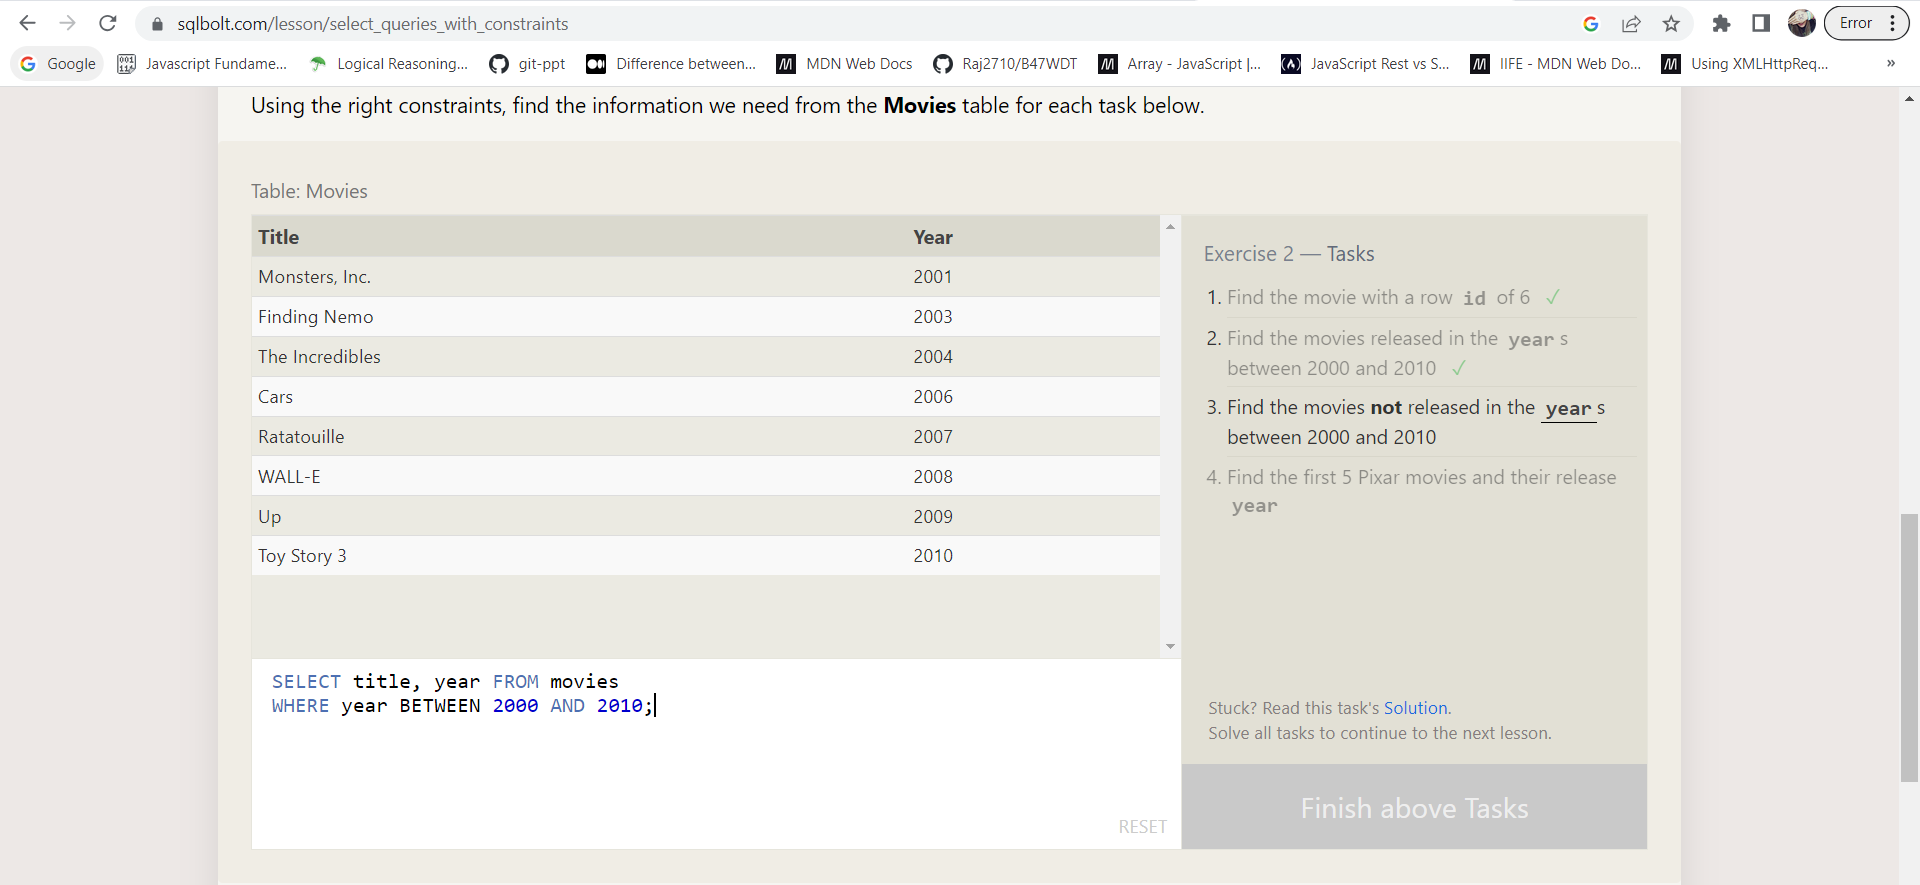 sqlbolt.com/lesson/select_queries_with_constraints
Error
Google
Javascript Fundame...
Logical Reasoning...
git-ppt
Difference between...
MDN Web Docs
Raj2710/B47WDT
Array - JavaScript |...
JavaScript Rest vs S...
IIFE - MDN Web Do...
Using XMLHttpReq...
»
Using the right constraints, find the information we need from the Movies table for each task below.
Table: Movies
Title Year
Monsters, Inc. 2001
Finding Nemo 2003
The Incredibles 2004
Cars 2006
Ratatouille 2007
WALL-E 2008
Up 2009
Toy Story 3 2010
SELECT title, year FROM movies
WHERE year BETWEEN 2000 AND 2010;
RESET
Exercise 2 — Tasks
1. Find the movie with a row id of 6 ✓
2. Find the movies released in the year s
between 2000 and 2010 ✓
3. Find the movies not released in the year s
between 2000 and 2010
4. Find the first 5 Pixar movies and their release
year
Stuck? Read this task's Solution.
Solve all tasks to continue to the next lesson.
Finish above Tasks